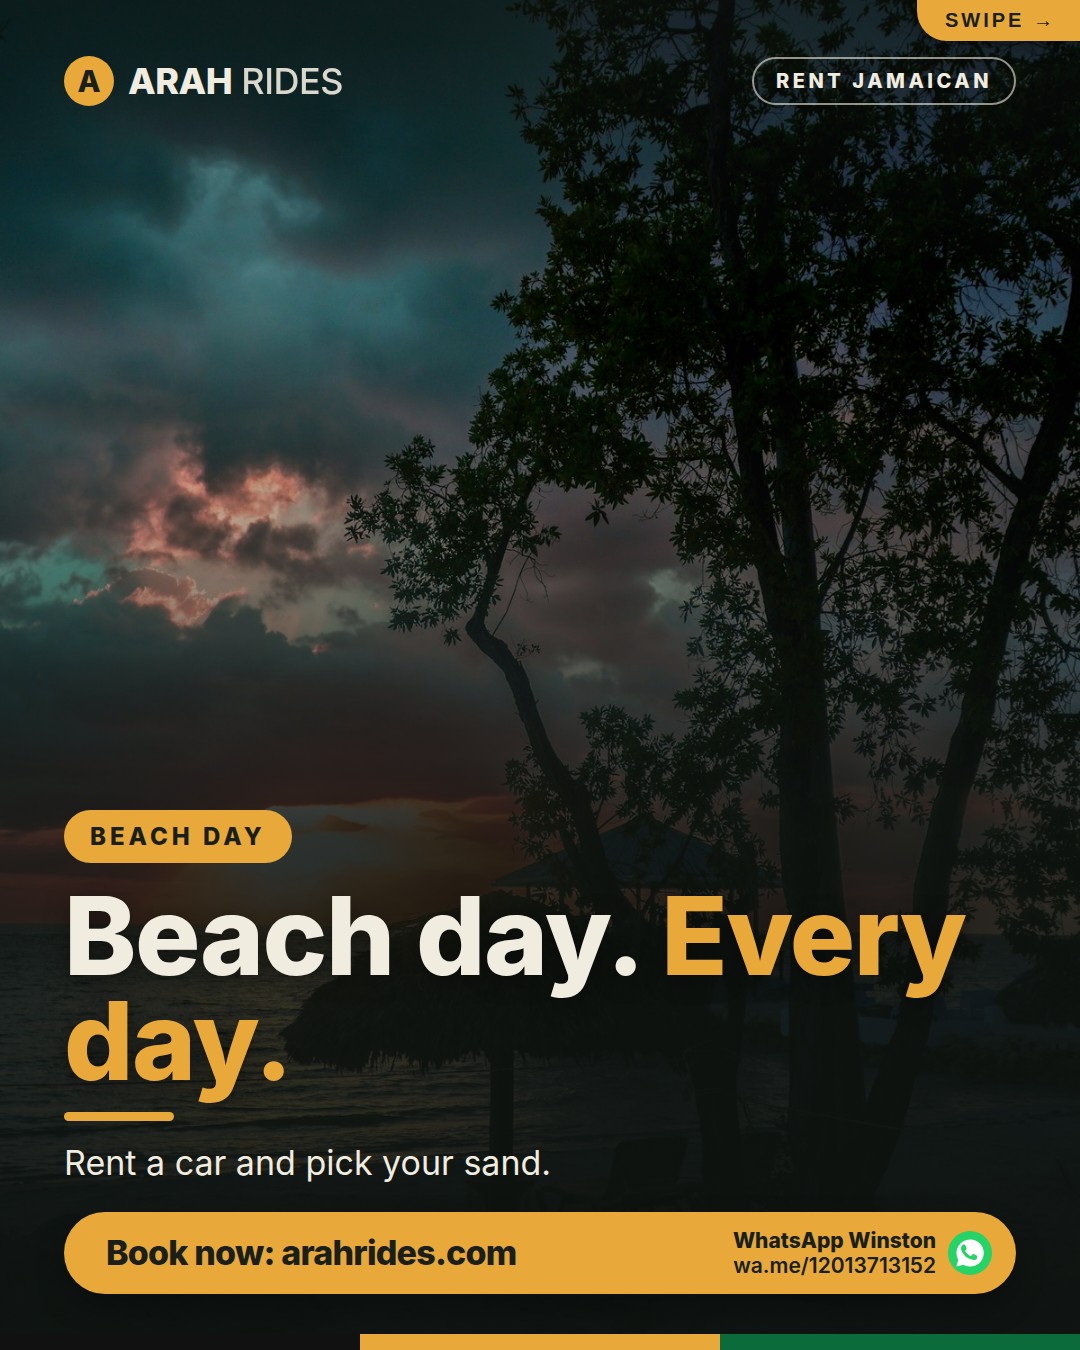 SWIPE →
A ARAH RIDES
RENT JAMAICAN
BEACH DAY
Beach day. Every
day.
Rent a car and pick your sand.
Book now: arahrides.com
WhatsApp Winston
wa.me/12013713152